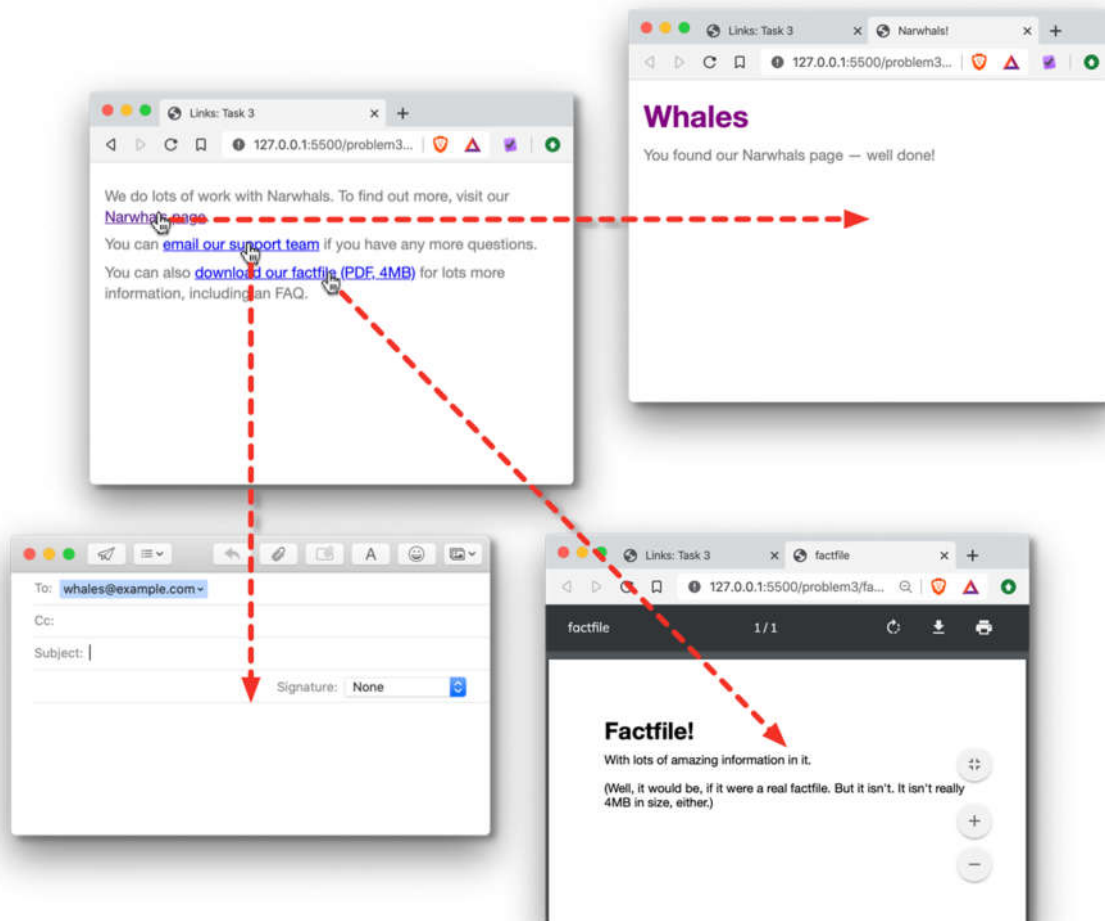 Links: Task 3
127.0.0.1:5500/problem3...
We do lots of work with Narwhals. To find out more, visit our
Narwhals page
You can email our support team if you have any more questions.
You can also download our factfile (PDF, 4MB) for lots more
information, including an FAQ.
Links: Task 3
Narwhals!
127.0.0.1:5500/problem3...
Whales
You found our Narwhals page — well done!
To: whales@example.com
Cc:
Subject:
Signature: None
Links: Task 3
factfile
127.0.0.1:5500/problem3/fa...
factfile
1 / 1
Factfile!
With lots of amazing information in it.
(Well, it would be, if it were a real factfile. But it isn't. It isn't really
4MB in size, either.)